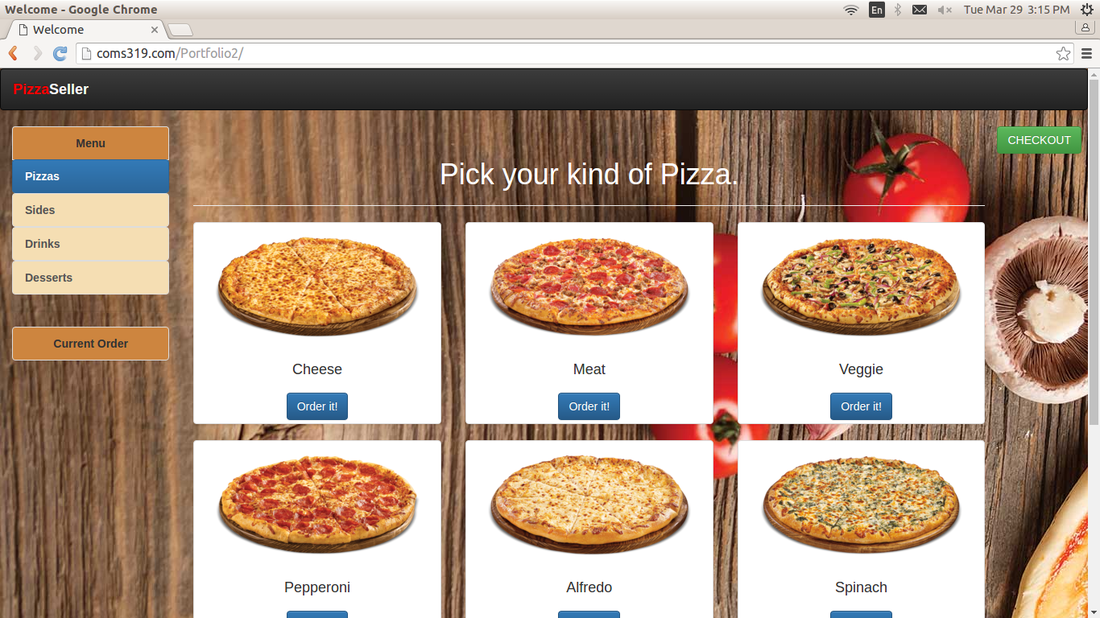 Welcome - Google Chrome
En
Tue Mar 29 3:15 PM
Welcome
coms319.com/Portfolio2/
PizzaSeller
Menu
Pizzas
Sides
Drinks
Desserts
Current Order
CHECKOUT
Pick your kind of Pizza.
Cheese
Meat
Veggie
Order it!
Order it!
Order it!
Pepperoni
Alfredo
Spinach